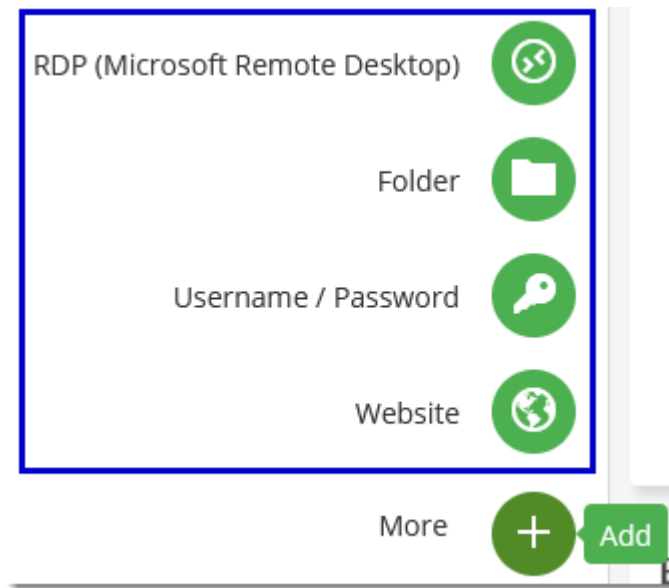 RDP (Microsoft Remote Desktop)
Folder
Username / Password
Website
More
Add